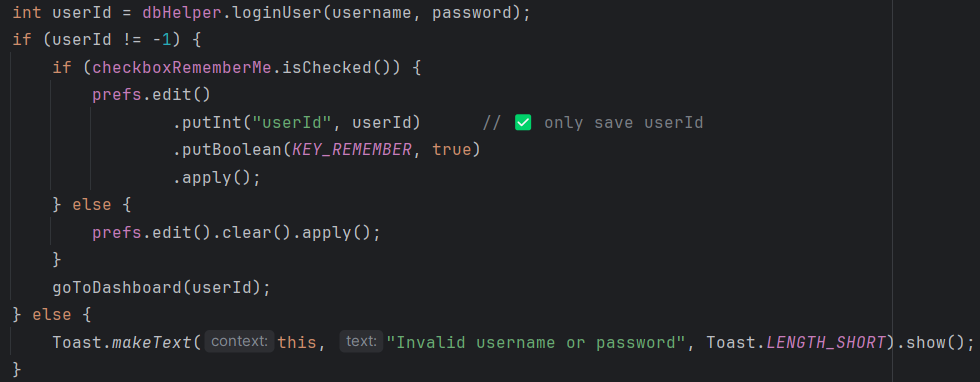 int userId = dbHelper.loginUser(username, password);
if (userId != -1) {
    if (checkboxRememberMe.isChecked()) {
        prefs.edit()
                .putInt("userId", userId)      // ✅ only save userId
                .putBoolean(KEY_REMEMBER, true)
                .apply();
    } else {
        prefs.edit().clear().apply();
    }
    goToDashboard(userId);
} else {
    Toast.makeText( context: this, text: "Invalid username or password", Toast.LENGTH_SHORT).show();
}